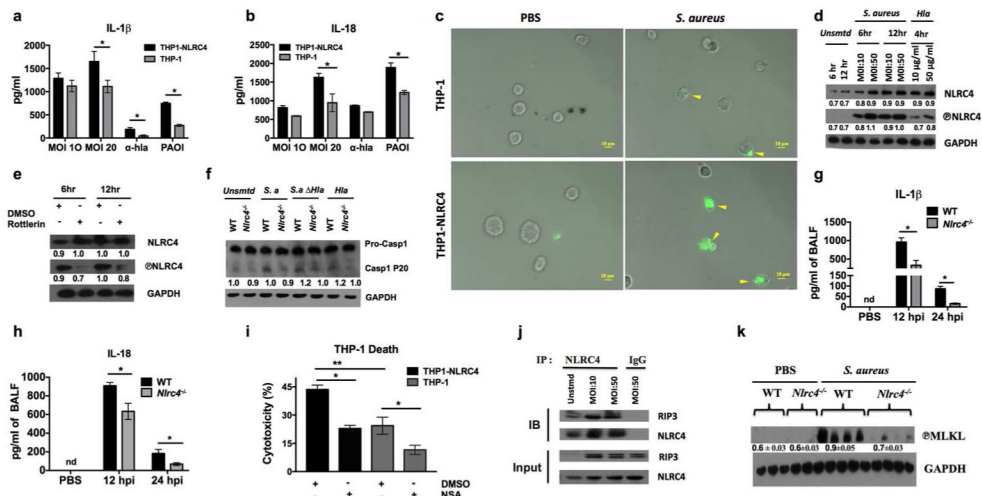 a
IL-1β
THP1-NLRC4
THP-1
pg/ml
2000
1500
1000
500
0
MOI 10
MOI 20
α-hla
PAOI
*
*
*
b
IL-18
THP1-NLRC4
THP-1
pg/ml
2500
2000
1500
1000
500
0
MOI 10
MOI 20
α-hla
PAOI
*
*
c
PBS
S. aureus
THP-1
THP1-NLRC4
10 μm
10 μm
10 μm
10 μm
d
S. aureus
Hla
Unsmtd
6hr
12hr
4hr
6 hr
12 hr
MOI:10
MOI:50
MOI:10
MOI:50
10 μg/ml
50 μg/ml
NLRC4
0.7 0.7 0.8 0.9 0.9 0.9 0.9 0.9
ⓅNLRC4
0.7 0.7 0.8 1.1 0.9 1.0 0.7 0.8
GAPDH
e
6hr
12hr
DMSO + - + -
Rottlerin - + - +
NLRC4
0.9 1.0 1.0 1.0
ⓅNLRC4
0.9 0.7 1.0 0.8
GAPDH
f
Unsmtd
S. a
S.a ΔHla
Hla
WT
Nlrc4-/-
WT
Nlrc4-/-
WT
Nlrc4-/-
WT
Nlrc4-/-
Pro-Casp1
Casp1 P20
1.0 0.9 1.0 0.9 1.2 1.0 1.2 1.0
GAPDH
g
IL-1β
WT
Nlrc4-/-
pg/ml of BALF
1500
1000
500
150
100
50
0
nd
*
*
PBS
12 hpi
24 hpi
h
IL-18
WT
Nlrc4-/-
pg/ml of BALF
1000
800
600
400
200
0
nd
*
*
PBS
12 hpi
24 hpi
i
THP-1 Death
THP1-NLRC4
THP-1
Cytotoxicity (%)
45
30
15
0
**
*
*
+ - + - DMSO
- + - + NSA
j
IP : NLRC4 IgG
Unstmd
MOI:10
MOI:50
MOI:50
IB
RIP3
NLRC4
Input
RIP3
NLRC4
k
PBS
S. aureus
WT
Nlrc4-/-
WT
Nlrc4-/-
ⓅMLKL
0.6 ±0.03 0.6±0.03 0.9±0.05 0.7±0.03
GAPDH